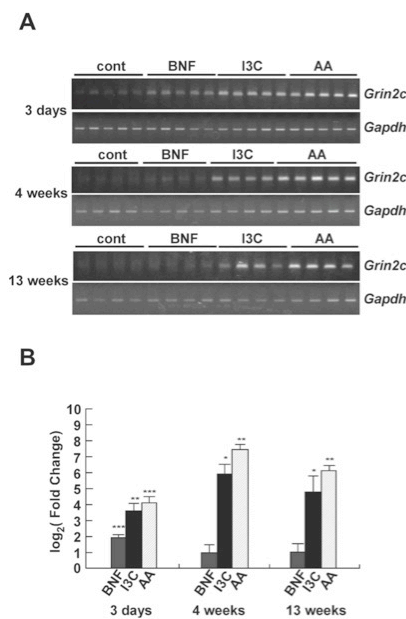 A
cont BNF I3C AA
3 days
Grin2c
Gapdh
cont BNF I3C AA
4 weeks
Grin2c
Gapdh
cont BNF I3C AA
13 weeks
Grin2c
Gapdh
B
log2( Fold Change)
10
9
8
7
6
5
4
3
2
1
0
*** ** ***
* **
* **
BNF I3C AA BNF I3C AA BNF I3C AA
3 days 4 weeks 13 weeks